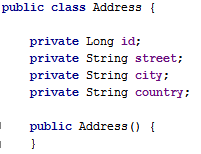 public class Address {
private Long id;
private String street;
private String city;
private String country;
public Address() {
}